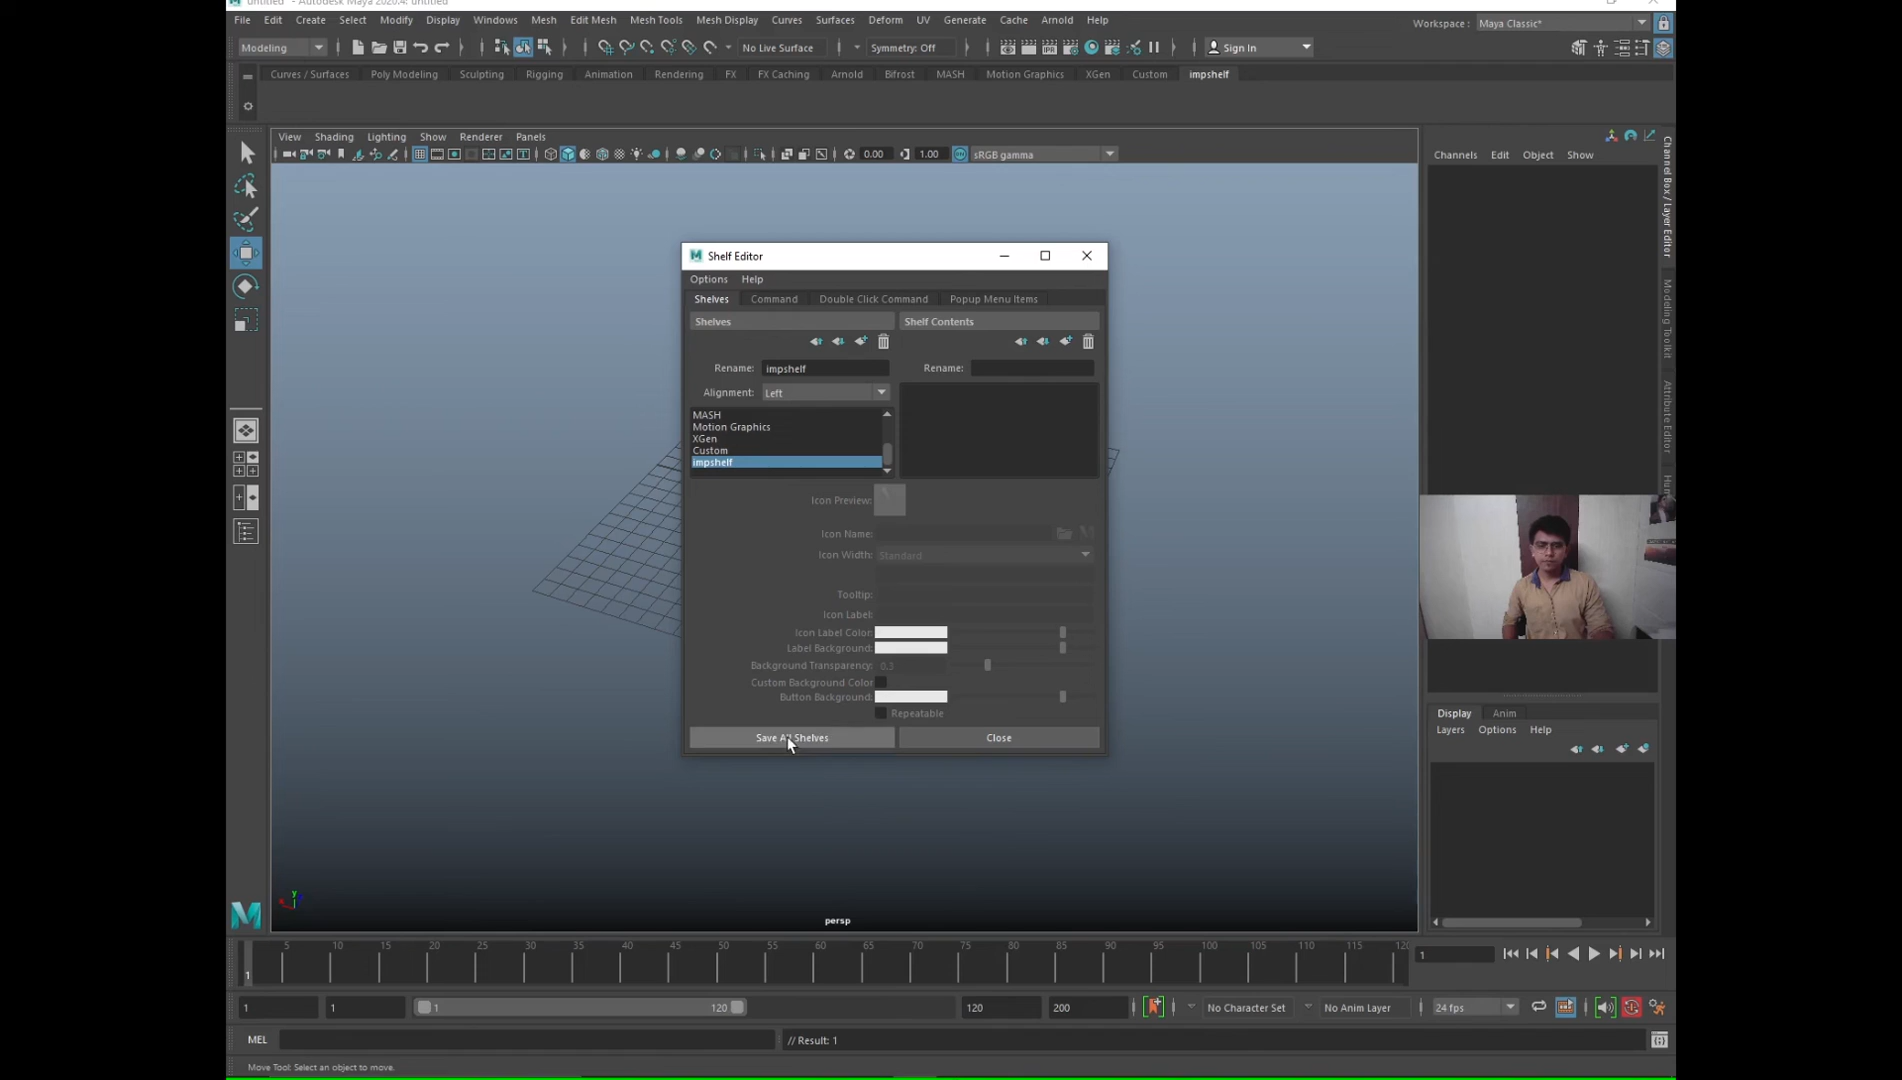 untitled - Autodesk Maya 2020.4: untitled
File Edit Create Select Modify Display Windows Mesh Edit Mesh Mesh Tools Mesh Display Curves Surfaces Deform UV Generate Cache Arnold Help
Workspace : Maya Classic*
Modeling No Live Surface Symmetry: Off Sign In
Curves / Surfaces Poly Modeling Sculpting Rigging Animation Rendering FX FX Caching Arnold Bifrost MASH Motion Graphics XGen Custom impshelf
View Shading Lighting Show Renderer Panels
0.00 1.00 sRGB gamma
Channels Edit Object Show
Channel Box / Layer Editor
Modeling Toolkit
Attribute Editor
Shelf Editor
Options Help
Shelves Command Double Click Command Popup Menu Items
Shelves Shelf Contents
Rename: impshelf Rename:
Alignment: Left
MASH
Motion Graphics
XGen
Custom
impshelf
Icon Preview:
Icon Name:
Icon Width: Standard
Tooltip:
Icon Label:
Icon Label Color:
Label Background:
Background Transparency: 0.3
Custom Background Color
Button Background:
Repeatable
Save All Shelves Close
Display Anim
Layers Options Help
y
persp
5 10 15 20 25 30 35 40 45 50 55 60 65 70 75 80 85 90 95 100 105 110 115 120
1 1
1 1 1 120 120 200 No Character Set No Anim Layer 24 fps
MEL // Result: 1
Move Tool: Select an object to move.